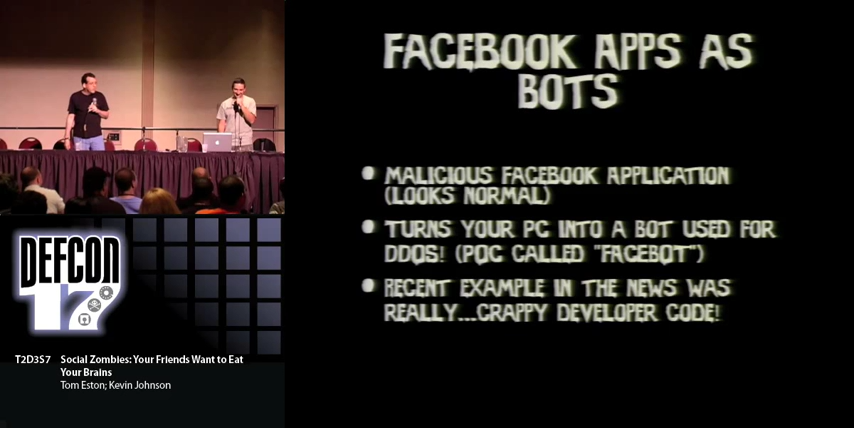 FACEBOOK APPS AS
BOTS
MALICIOUS FACEBOOK APPLICATION
(LOOKS NORMAL)
TURNS YOUR PC INTO A BOT USED FOR
DDOS! (POC CALLED "FACEBOT")
RECENT EXAMPLE IN THE NEWS WAS
REALLY...CRAPPY DEVELOPER CODE!
DEFCON
17
T2D3S7 Social Zombies: Your Friends Want to Eat
Your Brains
Tom Eston; Kevin Johnson